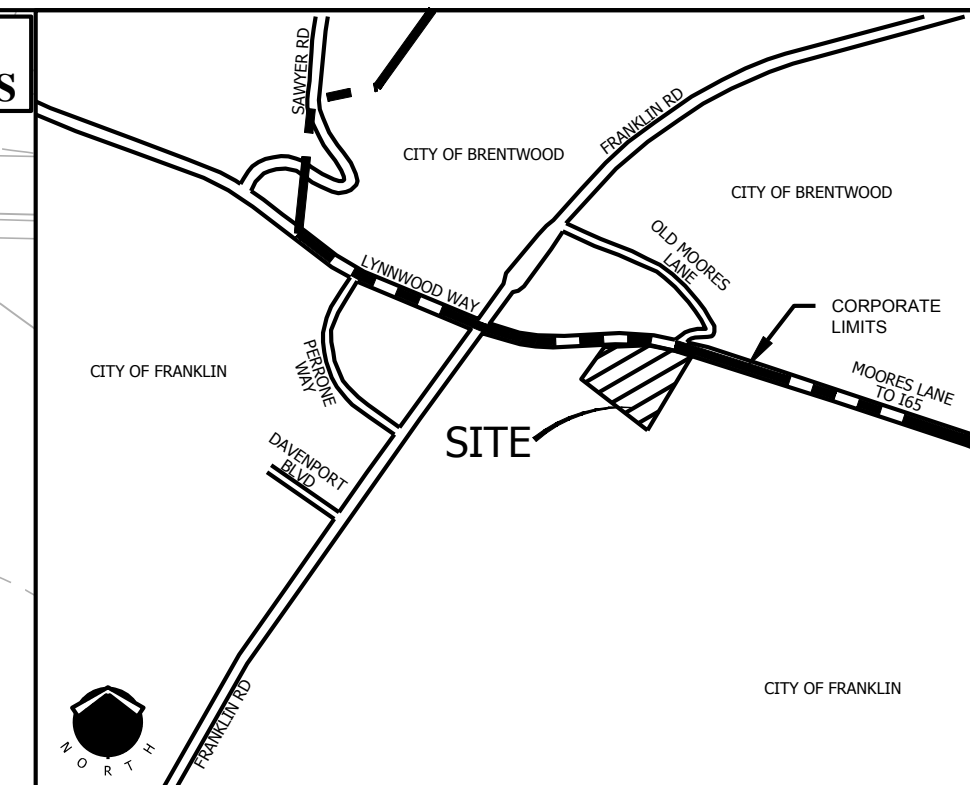 S
SAWYER RD
FRANKLIN RD
CITY OF BRENTWOOD
CITY OF BRENTWOOD
OLD MOORES
LANE
LYNNWOOD WAY
CORPORATE
LIMITS
PERRONE
WAY
CITY OF FRANKLIN
MOORES LANE
TO I65
SITE
DAVENPORT
BLVD
CITY OF FRANKLIN
FRANKLIN RD
NORTH